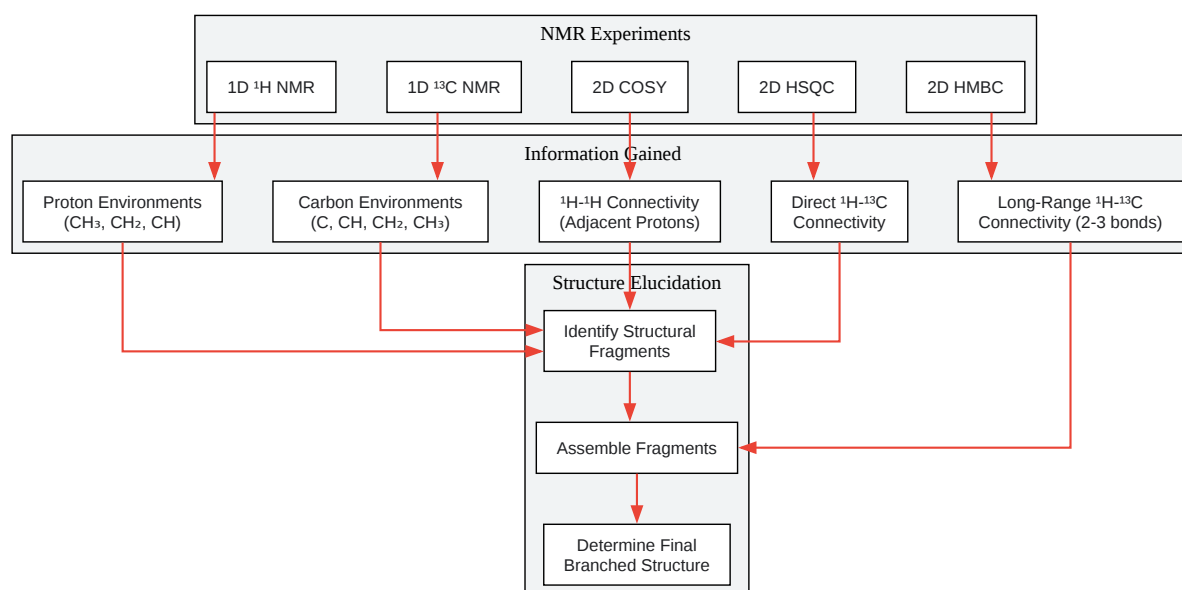 NMR Experiments
1D ¹H NMR
1D ¹³C NMR
2D COSY
2D HSQC
2D HMBC
Information Gained
Proton Environments
(CH₃, CH₂, CH)
Carbon Environments
(C, CH, CH₂, CH₃)
¹H-¹H Connectivity
(Adjacent Protons)
Direct ¹H-¹³C
Connectivity
Long-Range ¹H-¹³C
Connectivity (2-3 bonds)
Structure Elucidation
Identify Structural
Fragments
Assemble Fragments
Determine Final
Branched Structure